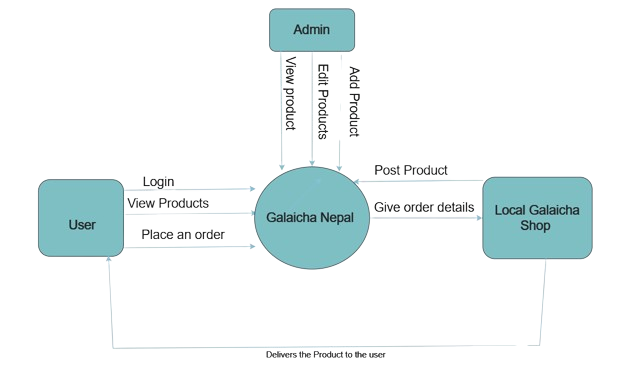 Admin
View product
Edit Products
Add Product
Login
View Products
Place an order
User
Galaicha Nepal
Post Product
Give order details
Local Galaicha
Shop
Delivers the Product to the user